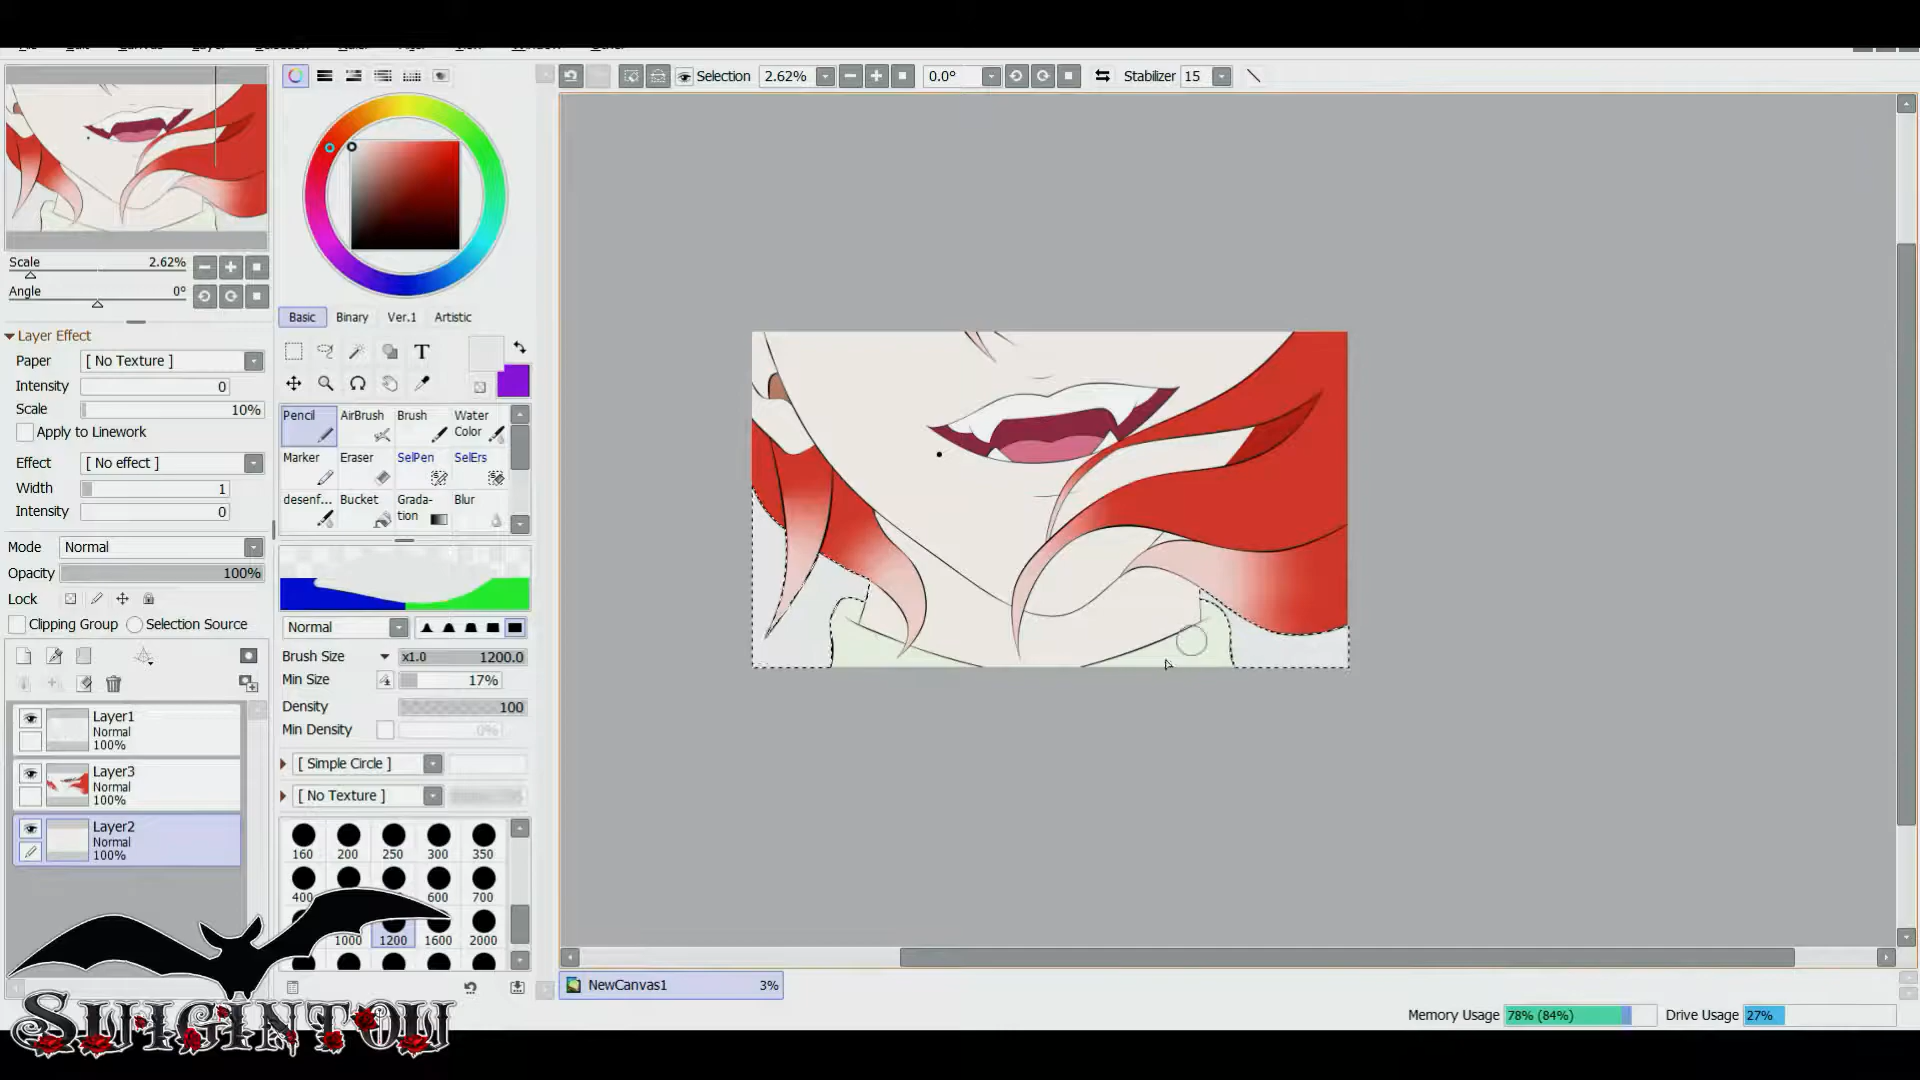 Selection 2.62% 0.0° Stabilizer 15
Scale 2.62%
Angle 0°
Basic Binary Ver.1 Artistic
Layer Effect
Paper [ No Texture ]
Intensity 0
Scale 10%
Apply to Linework
Effect [ No effect ]
Width 1
Intensity 0
Mode Normal
Opacity 100%
Lock
Clipping Group Selection Source
Layer1
Normal
100%
Layer3
Normal
100%
Layer2
Normal
100%
T
Pencil AirBrush Brush Water Color
Marker Eraser SelPen SelErs
desenf... Bucket Grada-tion Blur
Normal
Brush Size x1.0 1200.0
Min Size 17%
Density 100
Min Density 0%
[ Simple Circle ]
[ No Texture ]
160 200 250 300 350
400 600 700
1000 1200 1600 2000
NewCanvas1 3%
Memory Usage 78% (84%) Drive Usage 27%
SUIGINTOU